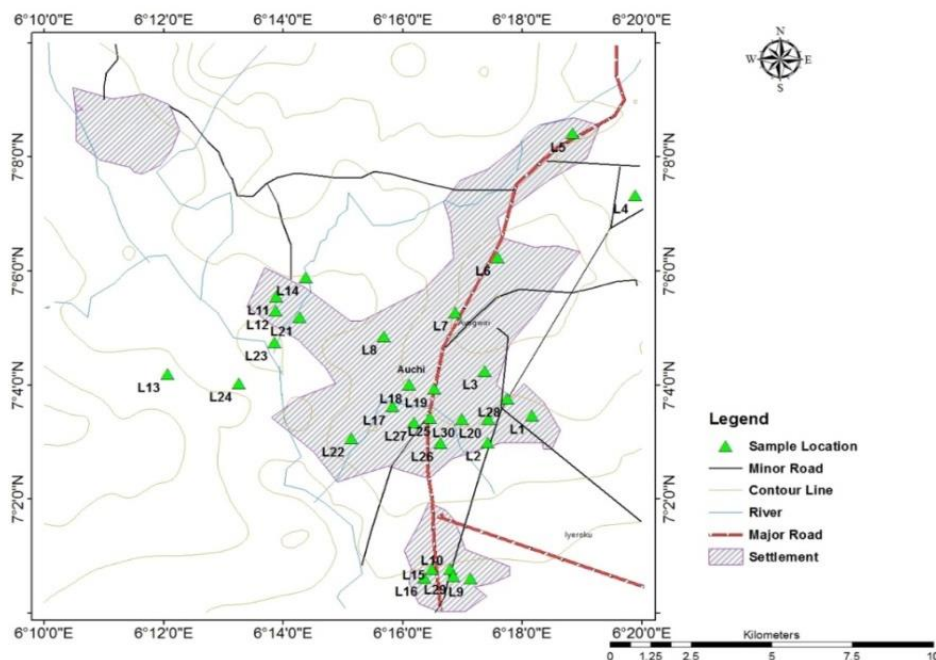 6°10'0"E 6°12'0"E 6°14'0"E 6°16'0"E 6°18'0"E 6°20'0"E
N
W E
S
7°8'0"N 7°8'0"N
L5
L4
7°6'0"N 7°6'0"N
L6
L14
L11
L12 L21
L7
L23
L8
Auchi
7°4'0"N 7°4'0"N
L13
L24
L3
L18 L19
L17
L28
L1
L27 L25 L30 L20
L22
L26
L2
Legend
Sample Location
Minor Road
Contour Line
River
Major Road
Settlement
7°2'0"N 7°2'0"N
L10
L15
L16 L29 L9
6°10'0"E 6°12'0"E 6°14'0"E 6°16'0"E 6°18'0"E 6°20'0"E
Kilometers
0 1.25 2.5 5 7.5 10